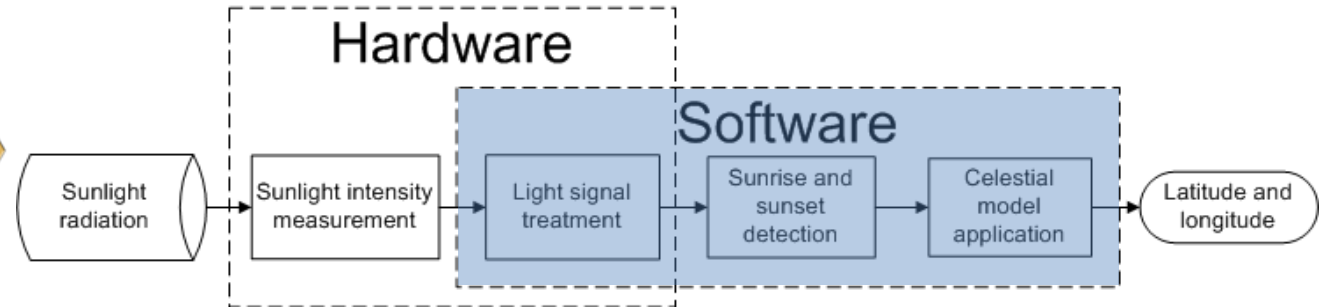 Hardware
Software
Sunlight
radiation
Sunlight intensity
measurement
Light signal
treatment
Sunrise and
sunset
detection
Celestial
model
application
Latitude and
longitude